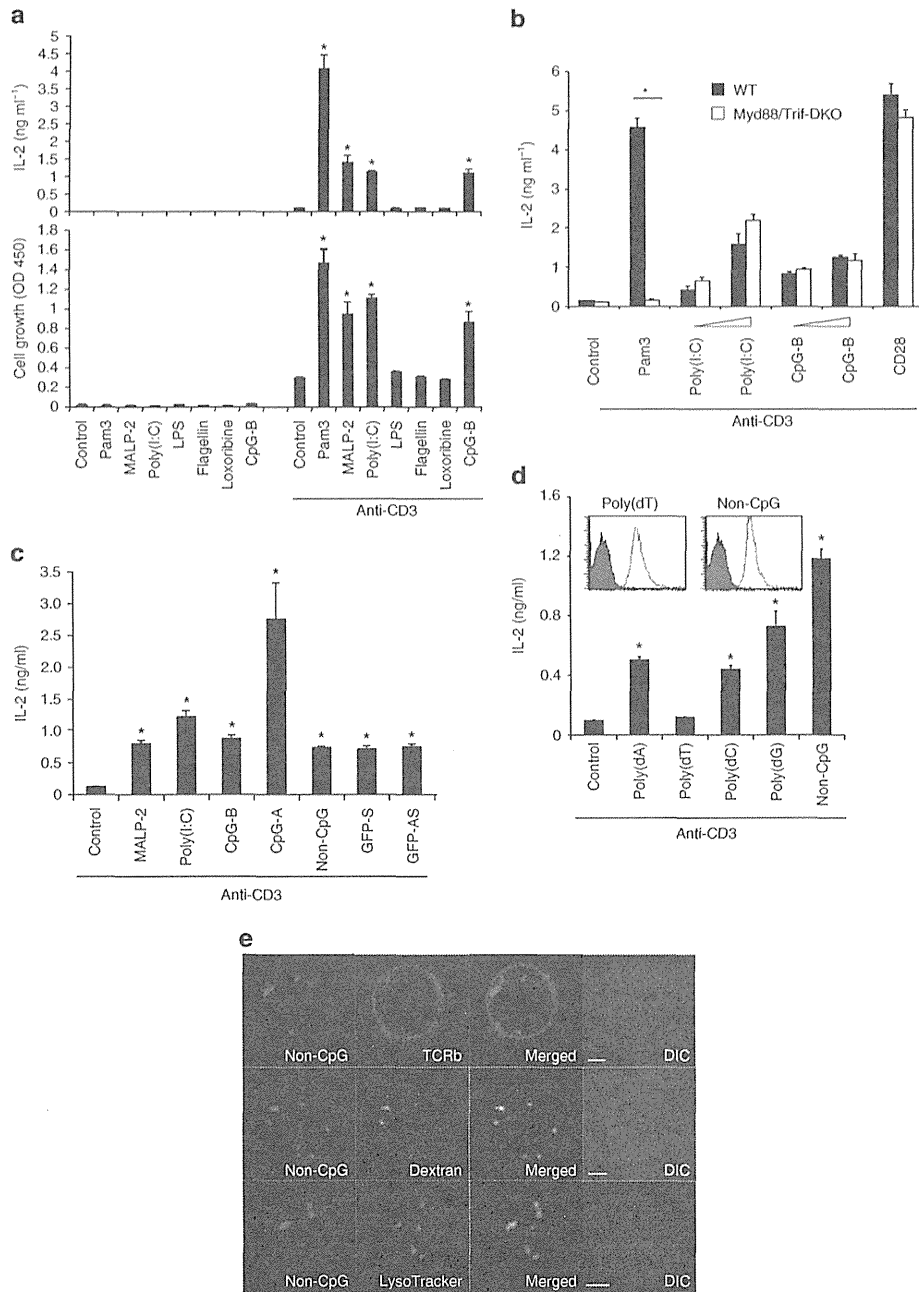 a
IL-2 (ng ml⁻¹)
4.5
4
3.5
3
2.5
2
1.5
1
0.5
0
* * * *
Cell growth (OD 450)
1.8
1.6
1.4
1.2
1.0
0.8
0.6
0.4
0.2
0
* * * *
Control
Pam3
MALP-2
Poly(I:C)
LPS
Flagellin
Loxoribine
CpG-B
Control
Pam3
MALP-2
Poly(I:C)
LPS
Flagellin
Loxoribine
CpG-B
Anti-CD3
b
IL-2 (ng ml⁻¹)
6
5
4
3
2
1
0
*
WT
Myd88/Trif-DKO
Control
Pam3
Poly(I:C)
Poly(I:C)
CpG-B
CpG-B
CD28
Anti-CD3
c
IL-2 (ng/ml)
3.5
3.0
2.5
2.0
1.5
1.0
0.5
0
* * * * * * *
Control
MALP-2
Poly(I:C)
CpG-B
CpG-A
Non-CpG
GFP-S
GFP-AS
Anti-CD3
d
IL-2 (ng/ml)
1.6
1.2
0.8
0.4
0
Poly(dT)
Non-CpG
* * * *
Control
Poly(dA)
Poly(dT)
Poly(dC)
Poly(dG)
Non-CpG
Anti-CD3
e
Non-CpG TCRb Merged DIC
Non-CpG Dextran Merged DIC
Non-CpG LysoTracker Merged DIC